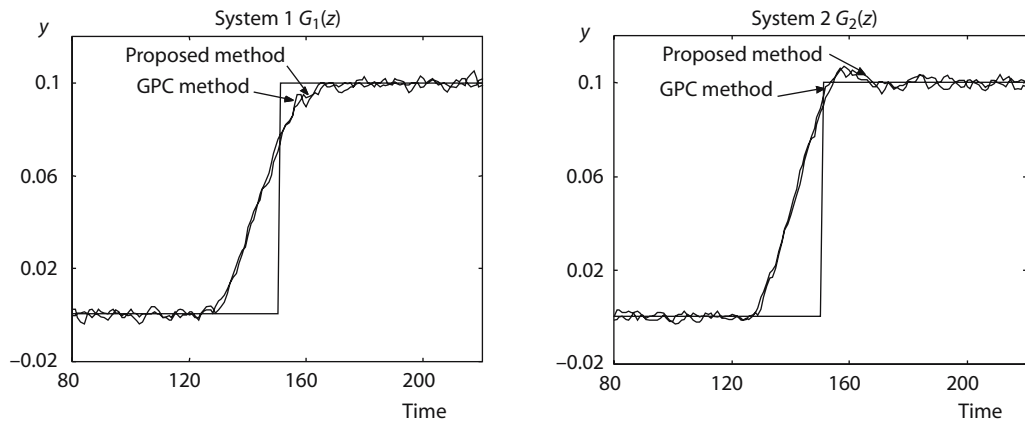 System 1 G₁(z)
y
Proposed method
GPC method
0.1
0.06
0.02
–0.02
80
120
160
200
Time
System 2 G₂(z)
y
Proposed method
GPC method
0.1
0.06
0.02
–0.02
80
120
160
200
Time